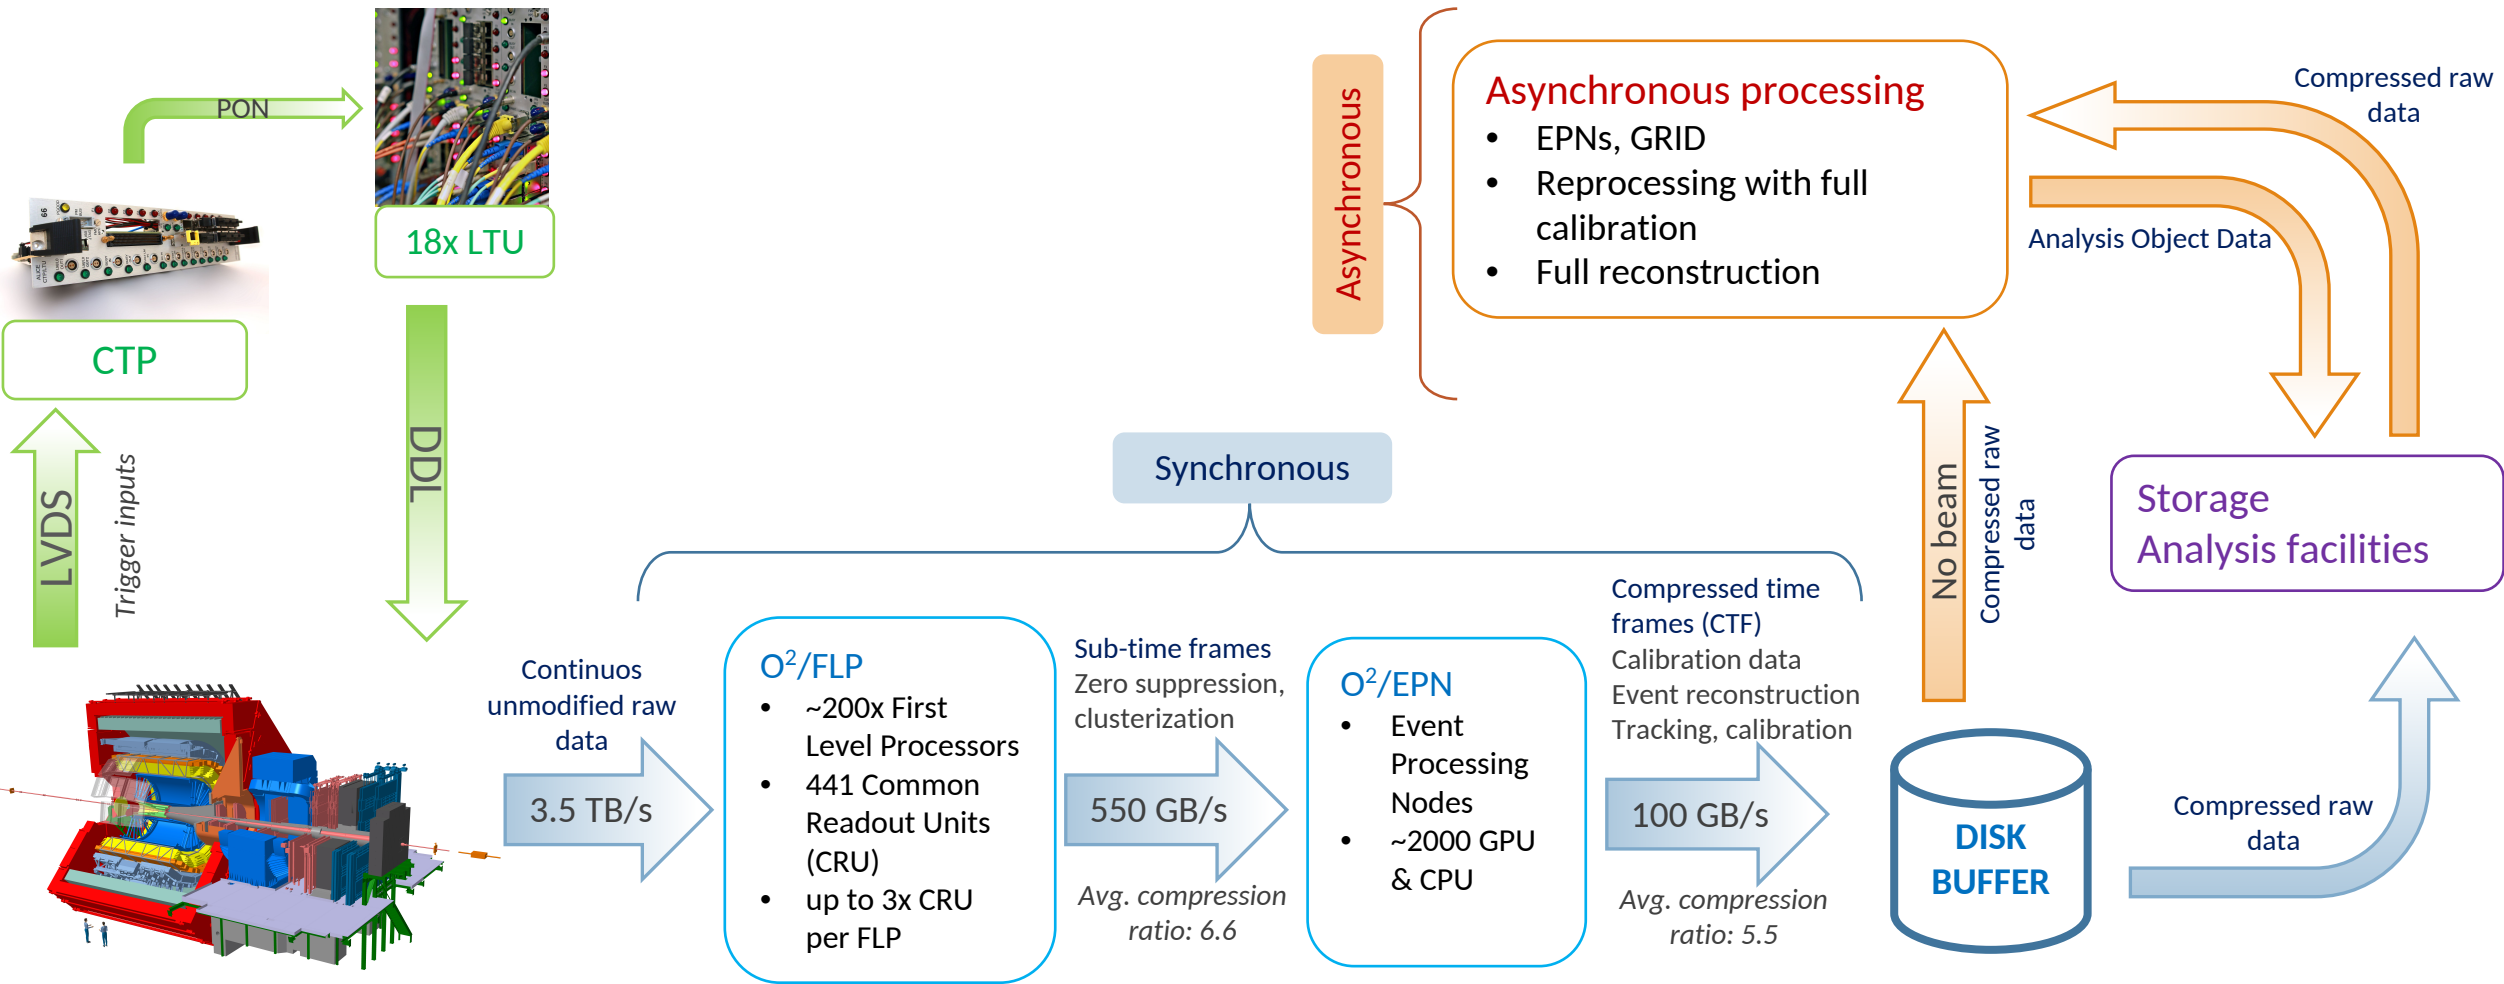 PON
18x LTU
CTP
LVDS
Trigger inputs
DDL
Asynchronous
Asynchronous processing
• EPNs, GRID
• Reprocessing with full
calibration
• Full reconstruction
Compressed raw
data
Analysis Object Data
Synchronous
No beam
Compressed raw
data
Storage
Analysis facilities
Continuos
unmodified raw
data
3.5 TB/s
O²/FLP
• ~200x First
Level Processors
• 441 Common
Readout Units
(CRU)
• up to 3x CRU
per FLP
Sub-time frames
Zero suppression,
clusterization
550 GB/s
Avg. compression
ratio: 6.6
O²/EPN
• Event
Processing
Nodes
• ~2000 GPU
& CPU
Compressed time
frames (CTF)
Calibration data
Event reconstruction
Tracking, calibration
100 GB/s
Avg. compression
ratio: 5.5
DISK
BUFFER
Compressed raw
data